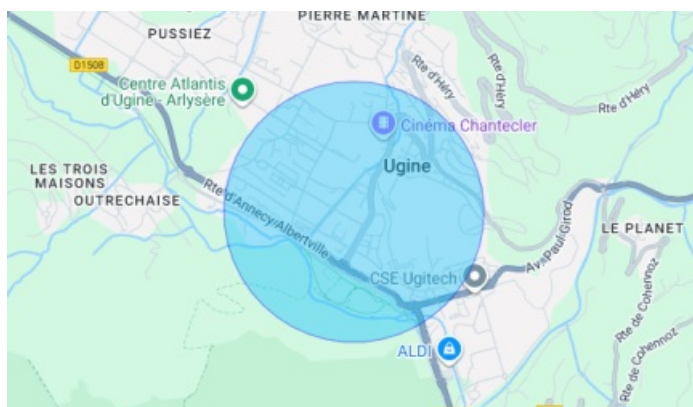 PIERRE MARTINE
PUSSIEZ
D1508
Rte d'Héry
Centre Atlantis
d'Ugine - Arlysère
Rte d'Héry
Rte d'Héry
Cinéma Chantecler
Ugine
LES TROIS
MAISONS
OUTRECHAISE
Rte d'Annecy/Albertville
LE PLANET
Av. Paul Girod
CSE Ugitech
Rte de Cohennoz
ALDI
Rte de Cohennoz